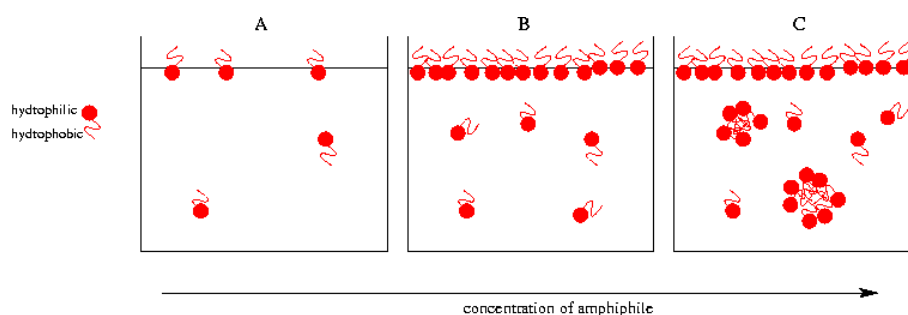 A
B
C
hydtophilic
hydtophobic
concentration of amphiphile